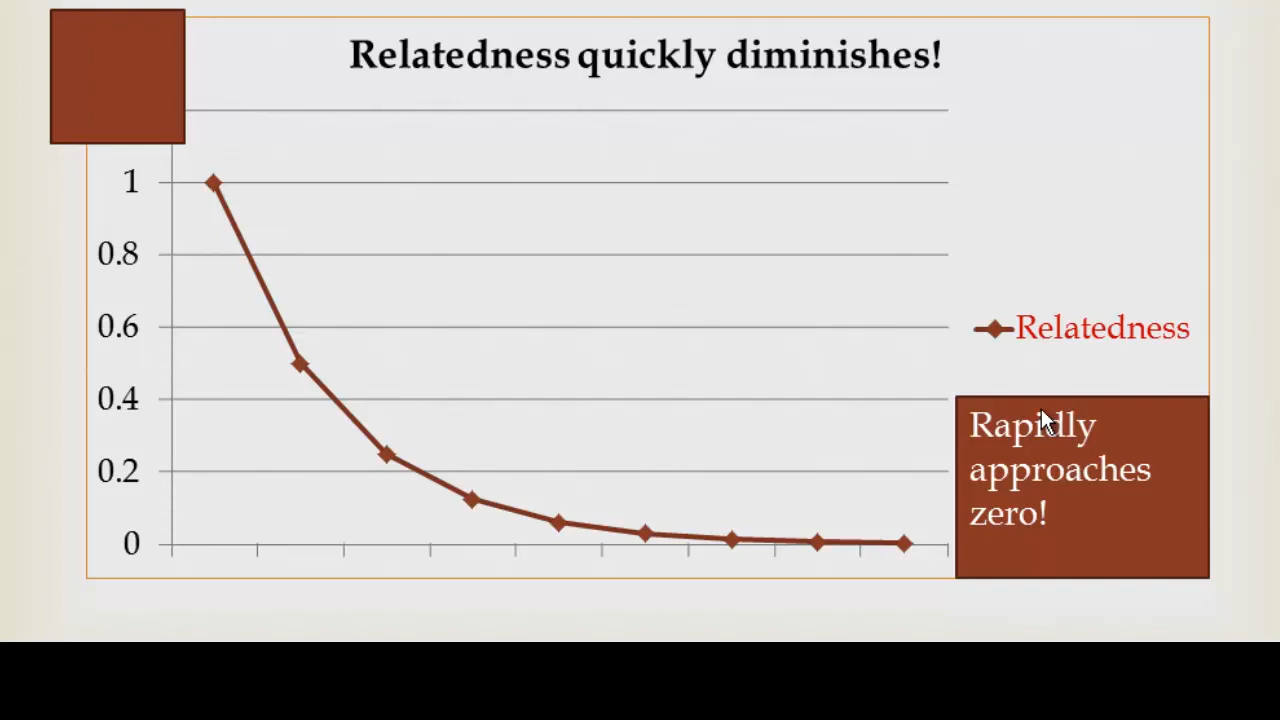 Relatedness quickly diminishes!
1
0.8
0.6
0.4
0.2
0
Relatedness
Rapidly
approaches
zero!